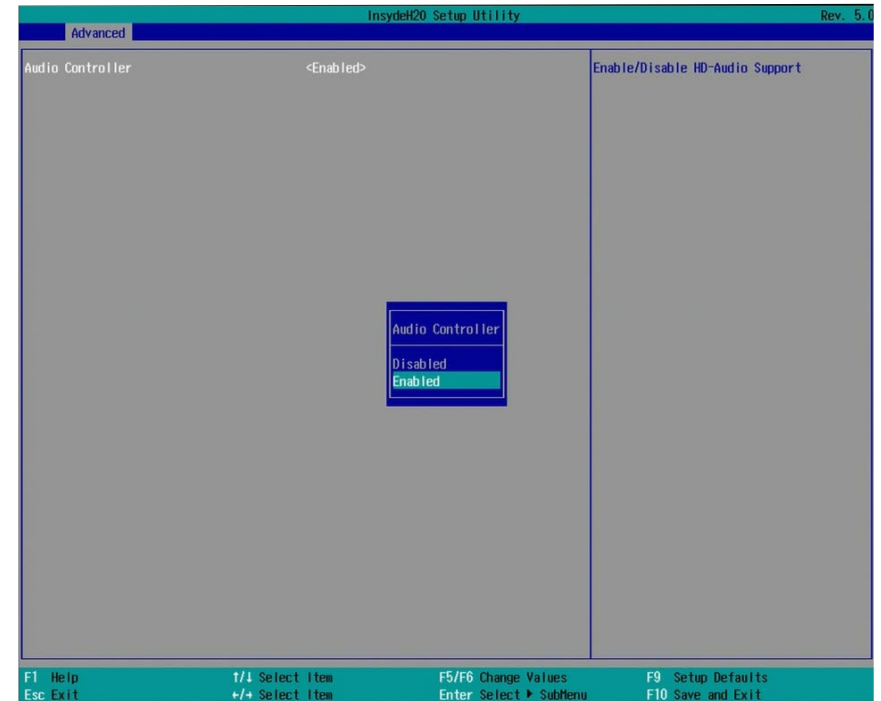 InsydeH2O Setup Utility Rev. 5.0
Advanced
Audio Controller <Enabled> Enable/Disable HD-Audio Support
Audio Controller
Disabled
Enabled
F1 Help ↑/↓ Select Item F5/F6 Change Values F9 Setup Defaults
Esc Exit ←/→ Select Item Enter Select ▶ SubMenu F10 Save and Exit